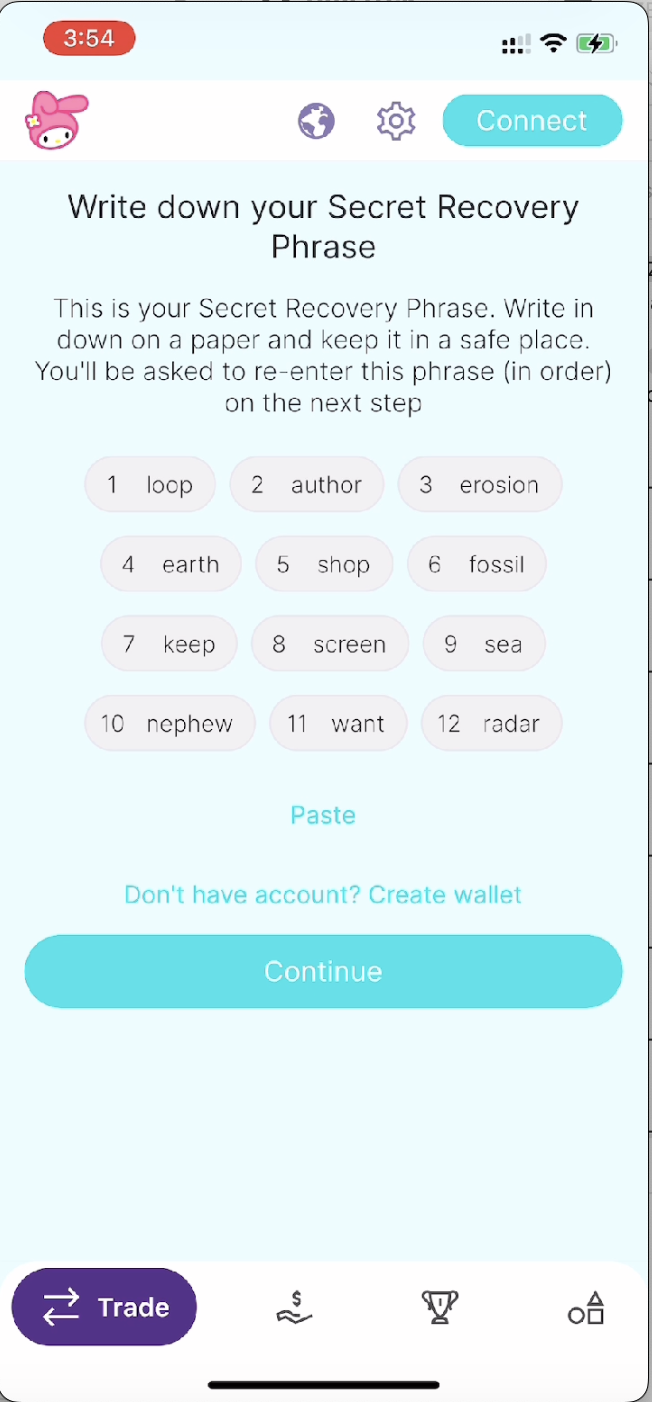 3:54
Connect
Write down your Secret Recovery
Phrase
This is your Secret Recovery Phrase. Write in
down on a paper and keep it in a safe place.
You'll be asked to re-enter this phrase (in order)
on the next step
1 loop 2 author 3 erosion
4 earth 5 shop 6 fossil
7 keep 8 screen 9 sea
10 nephew 11 want 12 radar
Paste
Don't have account? Create wallet
Continue
Trade